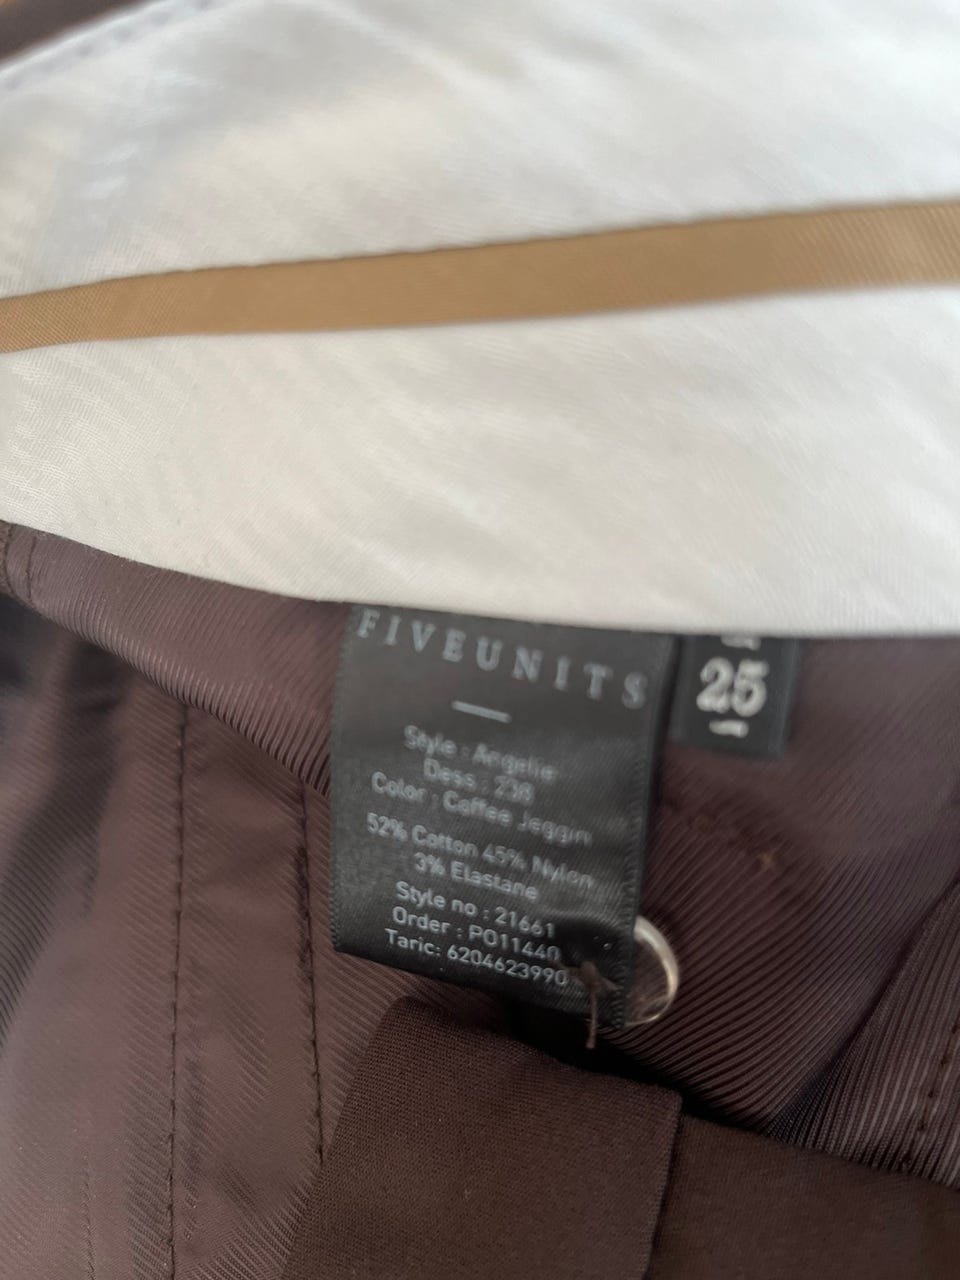 FIVEUNITS
Style : Angelie
Dess : 238
Color : Coffee Jeggin
52% Cotton 45% Nylon
3% Elastane
Style no : 21661
Order : PO11440
Taric: 6204623990
25